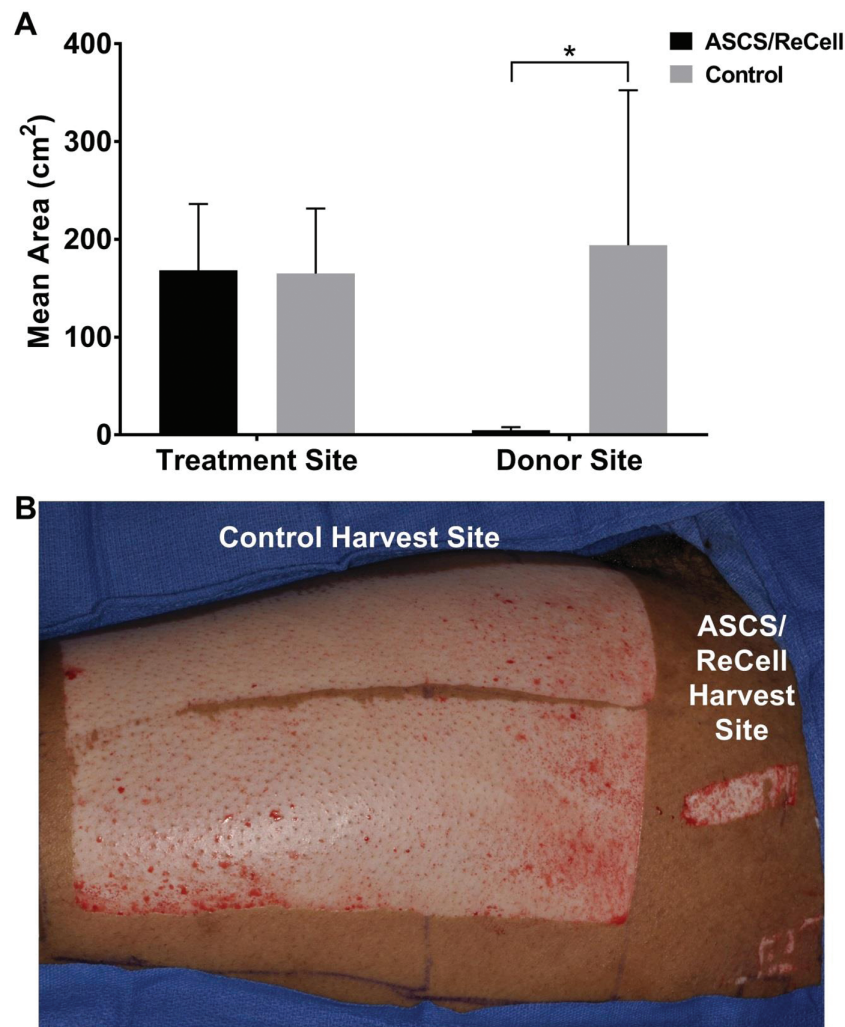 A
400
300
200
100
0
Mean Area (cm²)
*
ASCS/ReCell
Control
Treatment Site
Donor Site
B
Control Harvest Site
ASCS/
ReCell
Harvest
Site